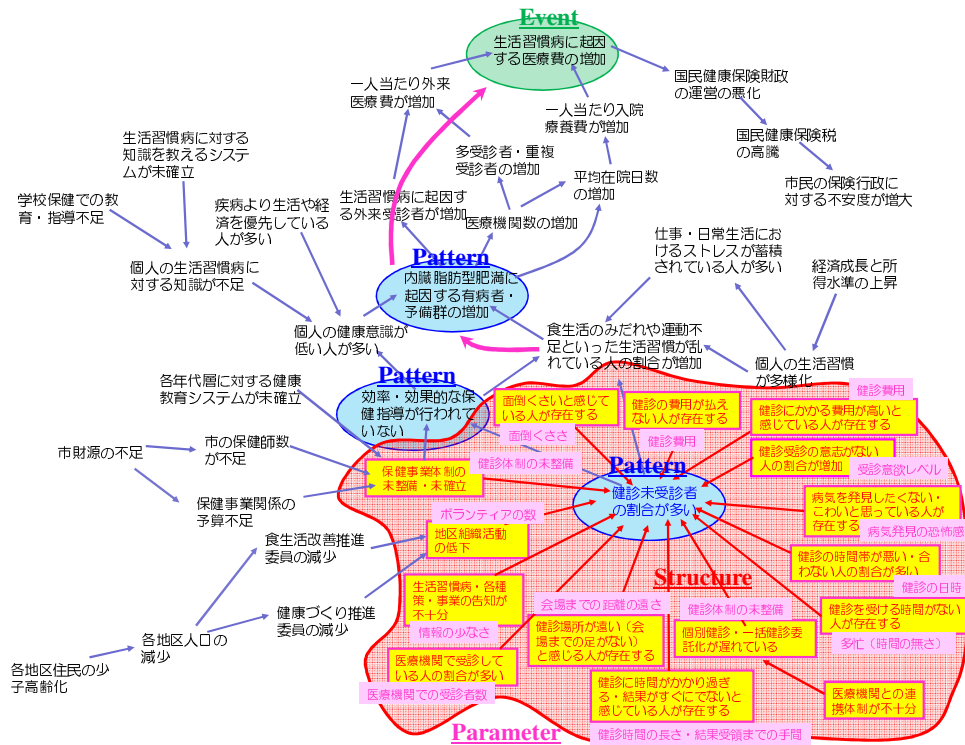 Event
生活習慣病に起因
する医療費の増加
一人当たり外来
医療費が増加
国民健康保険財政
の運営の悪化
一人当たり入院
療養費が増加
国民健康保険税
の高騰
生活習慣病に対する
知識を教えるシステ
ムが未確立
多受診者・重複
受診者の増加
平均在院日数
の増加
市民の保険行政に
対する不安度が増大
学校保健での教
育・指導不足
疾病より生活や経
済を優先している
人が多い
生活習慣病に起因す
る外来受診者が増加
医療機関数の増加
仕事・日常生活にお
けるストレスが蓄積
されている人が多い
経済成長と所
得水準の上昇
個人の生活習慣病に
対する知識が不足
Pattern
内臓脂肪型肥満に
起因する有病者・
予備群の増加
個人の健康意識が
低い人が多い
食生活のみだれや運動不
足といった生活習慣が乱
れている人の割合が増加
個人の生活習慣
が多様化
各年代層に対する健康
教育システムが未確立
Pattern
効率・効果的な保
健指導が行われて
いない
面倒くさいと感じて
いる人が存在する
面倒くささ
健診の費用が払え
ない人が存在する
健診費用
健診費用
健診にかかる費用が高いと
感じている人が存在する
市財源の不足
市の保健師数
が不足
保健事業体制の
未整備・未確立
健診体制の未整備
Pattern
健診未受診者
の割合が多い
健診受診の意志がない
人の割合が増加
受診意欲レベル
保健事業関係の
予算不足
病気を発見したくない・
こわいと思っている人が
存在する
病気発見の恐怖感
ボランティアの数
地区組織活動
の低下
食生活改善推進
委員の減少
健診の時間帯が悪い・合
わない人の割合が多い
健診の日時
Structure
生活習慣病・各種
策・事業の告知が
不十分
情報の少なさ
会場までの距離の遠さ
健診場所が遠い（会
場までの足がない）
と感じる人が存在する
健診体制の未整備
個別健診・一括健診委
託化が遅れている
健診を受ける時間がない
人が存在する
多忙（時間の無さ）
健康づくり推進
委員の減少
各地区人口の
減少
各地区住民の少
子高齢化
医療機関で受診して
いる人の割合が多い
医療機関での受診者数
健診に時間がかかり過ぎ
る・結果がすぐにでないと
感じている人が存在する
健診時間の長さ・結果受領までの手間
医療機関との連
携体制が不十分
Parameter